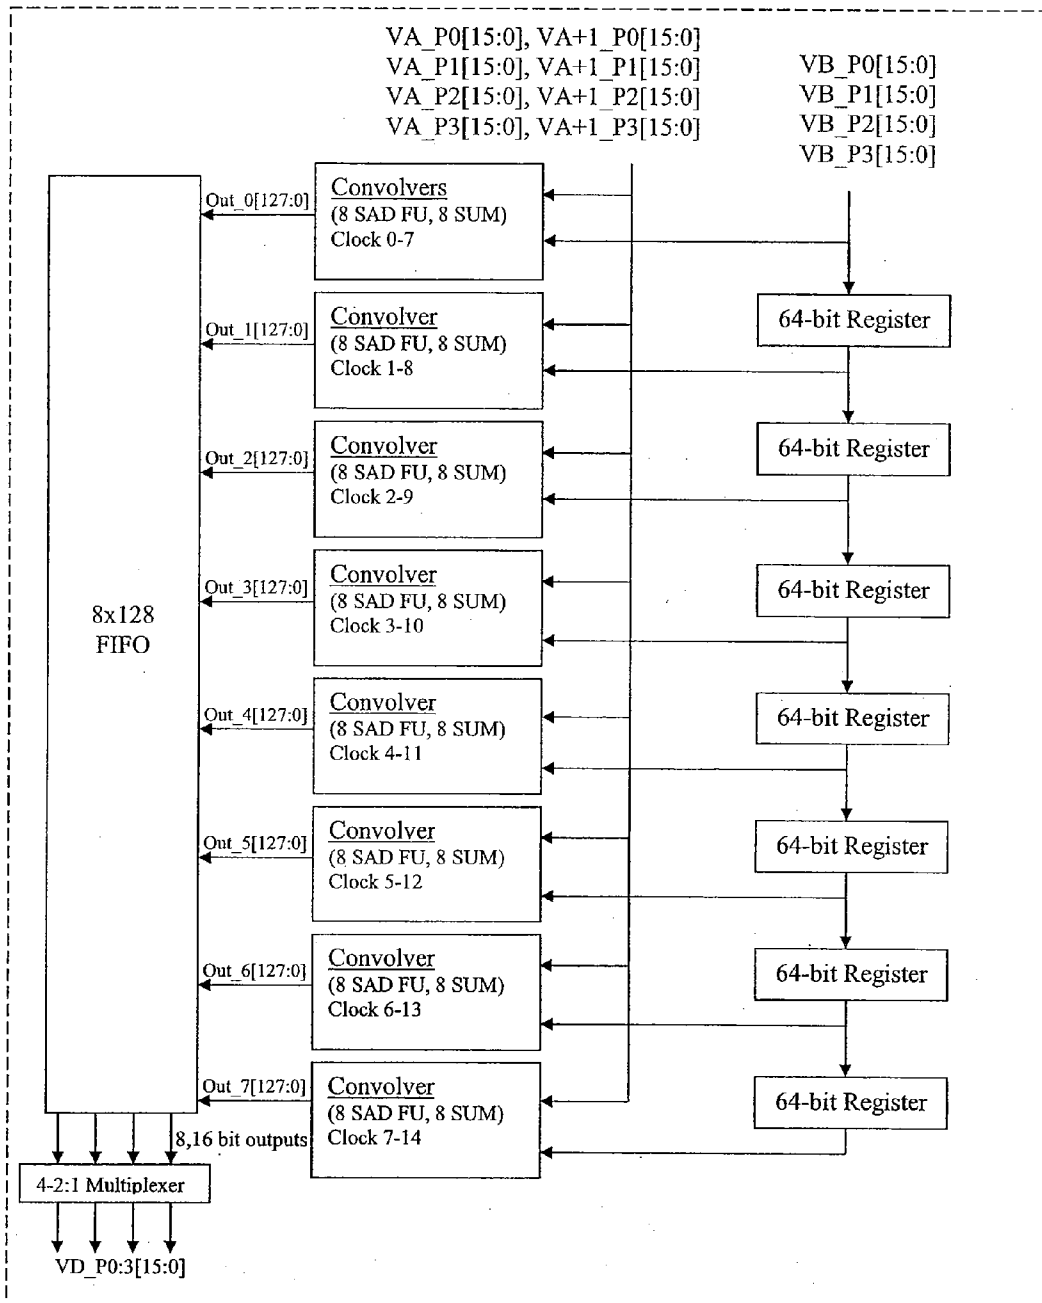 VA_P0[15:0], VA+1_P0[15:0]
VA_P1[15:0], VA+1_P1[15:0]
VA_P2[15:0], VA+1_P2[15:0]
VA_P3[15:0], VA+1_P3[15:0]
VB_P0[15:0]
VB_P1[15:0]
VB_P2[15:0]
VB_P3[15:0]
Out_0[127:0]
Convolvers
(8 SAD FU, 8 SUM)
Clock 0-7
64-bit Register
Out_1[127:0]
Convolver
(8 SAD FU, 8 SUM)
Clock 1-8
64-bit Register
Out_2[127:0]
Convolver
(8 SAD FU, 8 SUM)
Clock 2-9
64-bit Register
Out_3[127:0]
Convolver
(8 SAD FU, 8 SUM)
Clock 3-10
8x128
FIFO
64-bit Register
Out_4[127:0]
Convolver
(8 SAD FU, 8 SUM)
Clock 4-11
64-bit Register
Out_5[127:0]
Convolver
(8 SAD FU, 8 SUM)
Clock 5-12
64-bit Register
Out_6[127:0]
Convolver
(8 SAD FU, 8 SUM)
Clock 6-13
64-bit Register
Out_7[127:0]
Convolver
(8 SAD FU, 8 SUM)
Clock 7-14
8,16 bit outputs
4-2:1 Multiplexer
VD_P0:3[15:0]